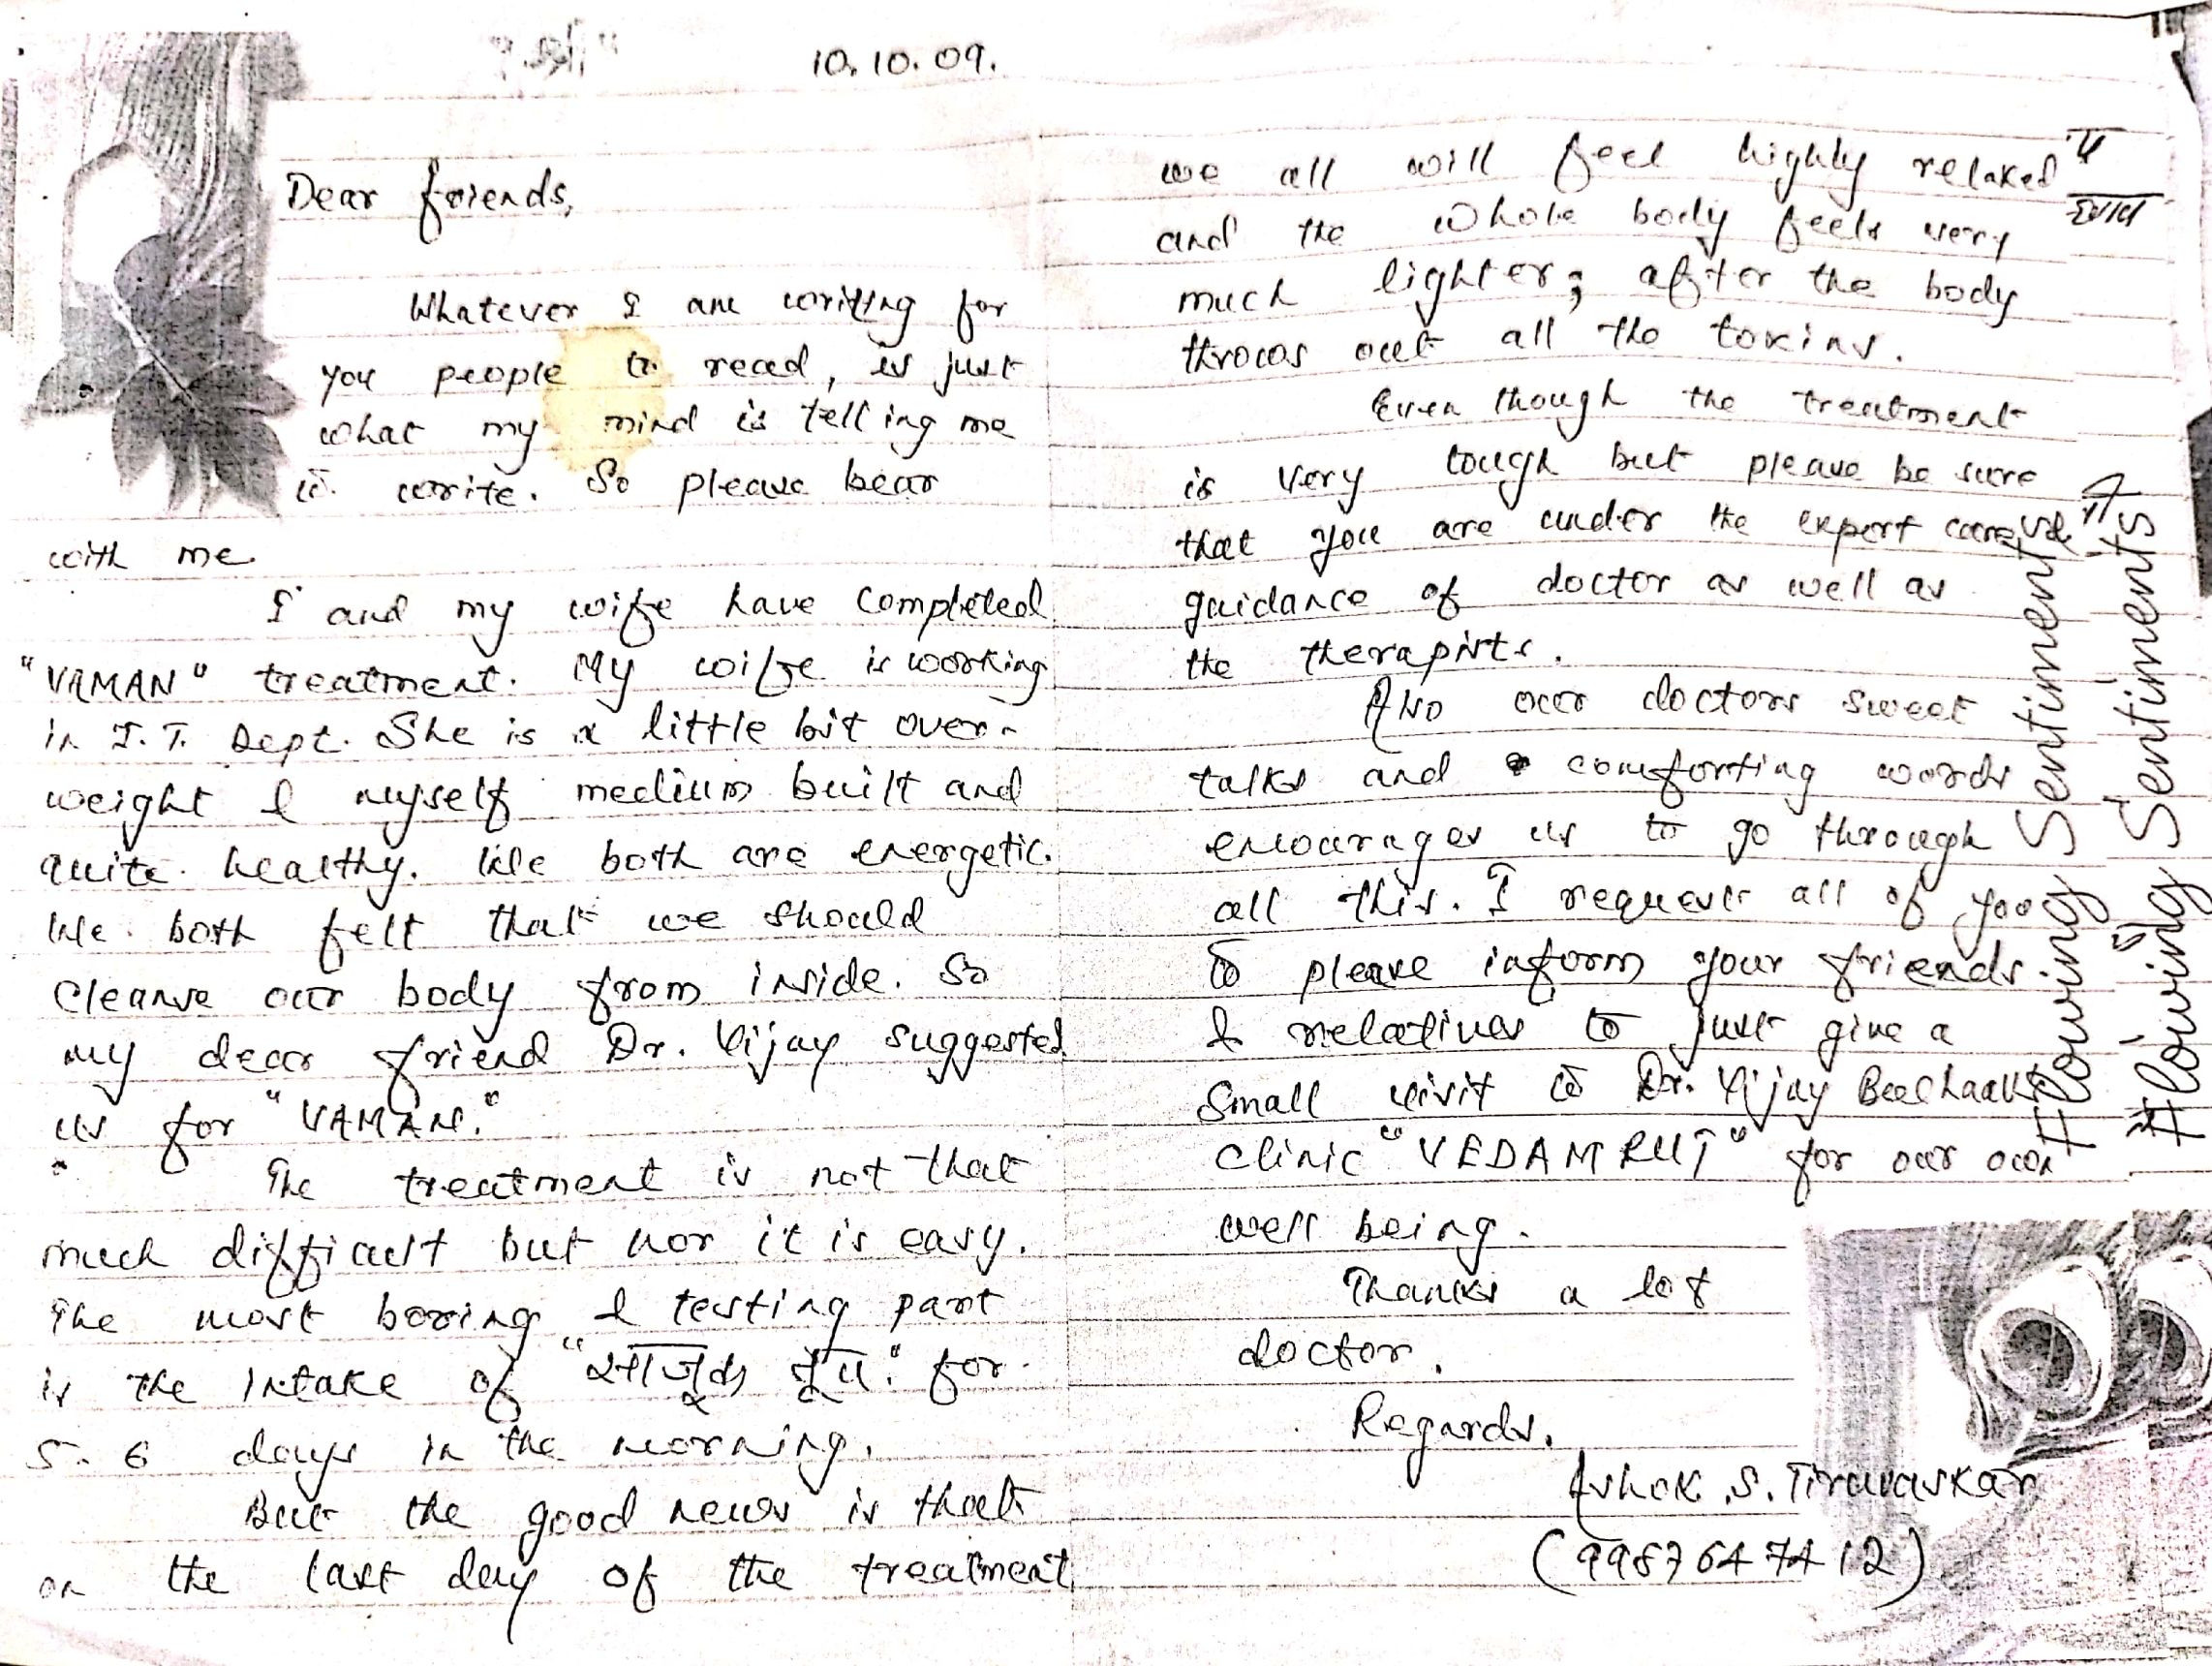 10.10.09.
Dear friends,
Whatever I am writing for
you people to read, is just
what my mind is telling me
to write. So please bear
with me.
I and my wife have completed
"VAMAN" treatment. My wife is working
in I.T. Dept. She is a little bit over-
weight & myself medium built and
quite healthy. We both are energetic.
We both felt that we should
cleanse our body from inside. So
my dear friend Dr. Vijay suggested
us for "VAMAN."
The treatment is not that
much difficult but nor it is easy.
The most boring & testing part
is the intake of "साजूक तूप." for
5-6 days in the morning.
But the good news is that
on the last day of the treatment
we all will feel highly relaxed
and the whole body feels very
much lighter; after the body
throws out all the toxins.
Even though the treatment
is very tough but please be sure
that you are under the expert care &
guidance of doctor as well as
the therapists.
Also our doctors sweet
talks and comforting words
encourages us to go through
all this. I request all of you
to please inform your friends
& relatives to just give a
small visit to Dr. Vijay
clinic "VEDAMRUT" for our own
well being.
Thanks a lot
doctor.
Regards.
Ashok .S. Tiravaskar
(9987647412)
Flowing Sentiments
Flowing Sentiments